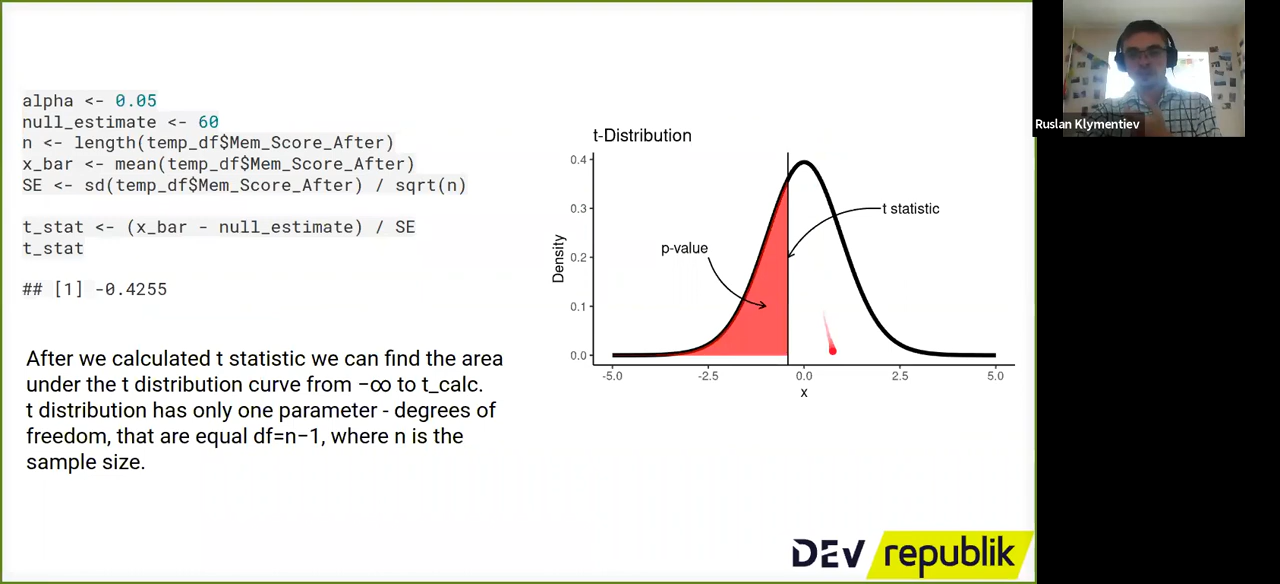 alpha <- 0.05
null_estimate <- 60
n <- length(temp_df$Mem_Score_After)
x_bar <- mean(temp_df$Mem_Score_After)
SE <- sd(temp_df$Mem_Score_After) / sqrt(n)
t_stat <- (x_bar - null_estimate) / SE
t_stat
## [1] -0.4255
After we calculated t statistic we can find the area
under the t distribution curve from −∞ to t_calc.
t distribution has only one parameter - degrees of
freedom, that are equal df=n−1, where n is the
sample size.
t-Distribution
0.4
0.3
0.2
0.1
0.0
Density
p-value
t statistic
-5.0 -2.5 0.0 2.5 5.0
x
Ruslan Klymentiev
DEV republik